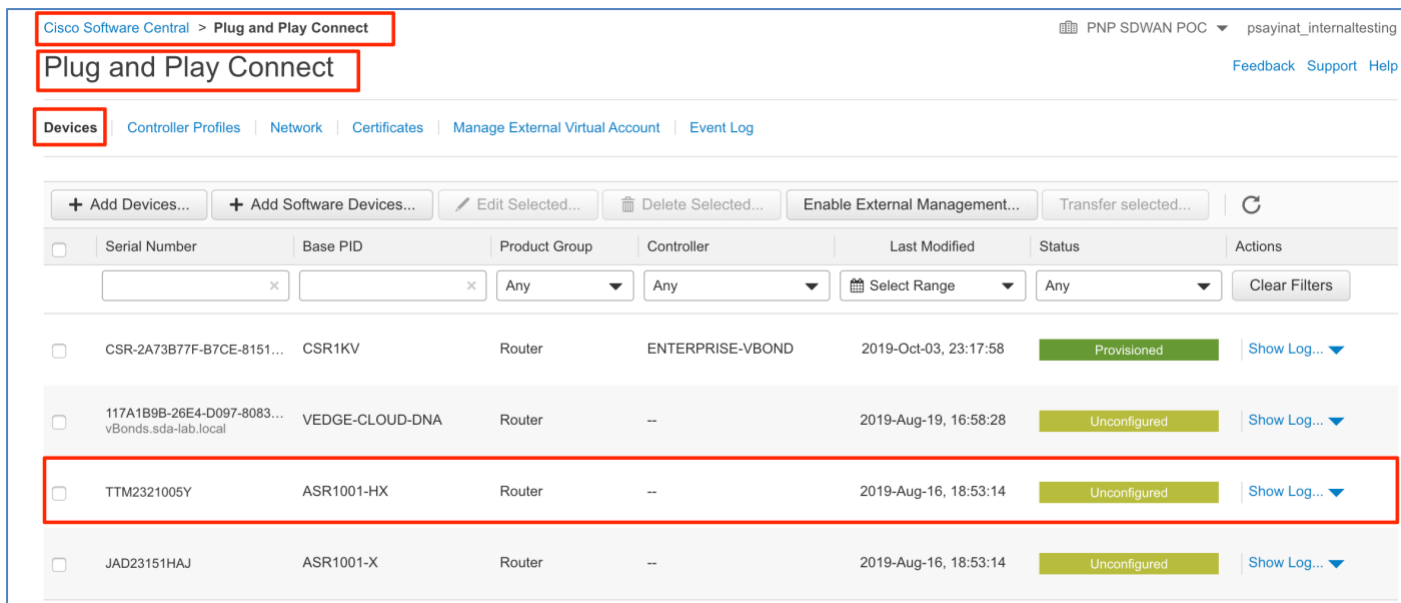 Cisco Software Central > Plug and Play Connect PNP SDWAN POC psayinat_internaltesting
Plug and Play Connect Feedback Support Help
Devices Controller Profiles Network Certificates Manage External Virtual Account Event Log
+ Add Devices... + Add Software Devices... Edit Selected... Delete Selected... Enable External Management... Transfer selected...
Serial Number Base PID Product Group Controller Last Modified Status Actions
× × Any Any Select Range Any Clear Filters
CSR-2A73B77F-B7CE-8151... CSR1KV Router ENTERPRISE-VBOND 2019-Oct-03, 23:17:58 Provisioned Show Log...
117A1B9B-26E4-D097-8083... VEDGE-CLOUD-DNA Router -- 2019-Aug-19, 16:58:28 Unconfigured Show Log...
vBonds.sda-lab.local
TTM2321005Y ASR1001-HX Router -- 2019-Aug-16, 18:53:14 Unconfigured Show Log...
JAD23151HAJ ASR1001-X Router -- 2019-Aug-16, 18:53:14 Unconfigured Show Log...